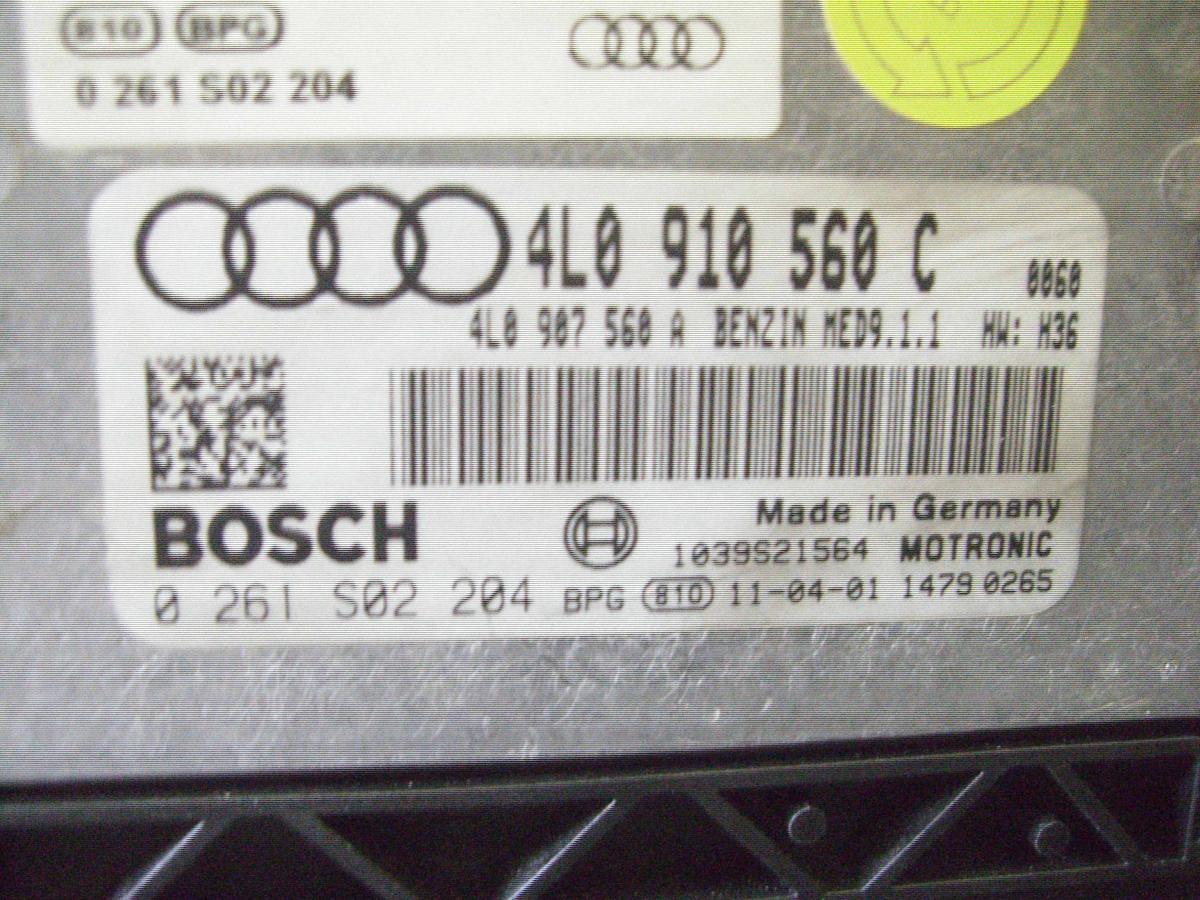 810 BPG
0 261 S02 204
4L0 910 560 C 0060
4L0 907 560 A BENZIN MED9.1.1 HW: H36
BOSCH
Made in Germany
1039S21564 MOTRONIC
0 261 S02 204 BPG 810 11-04-01 1479 0265